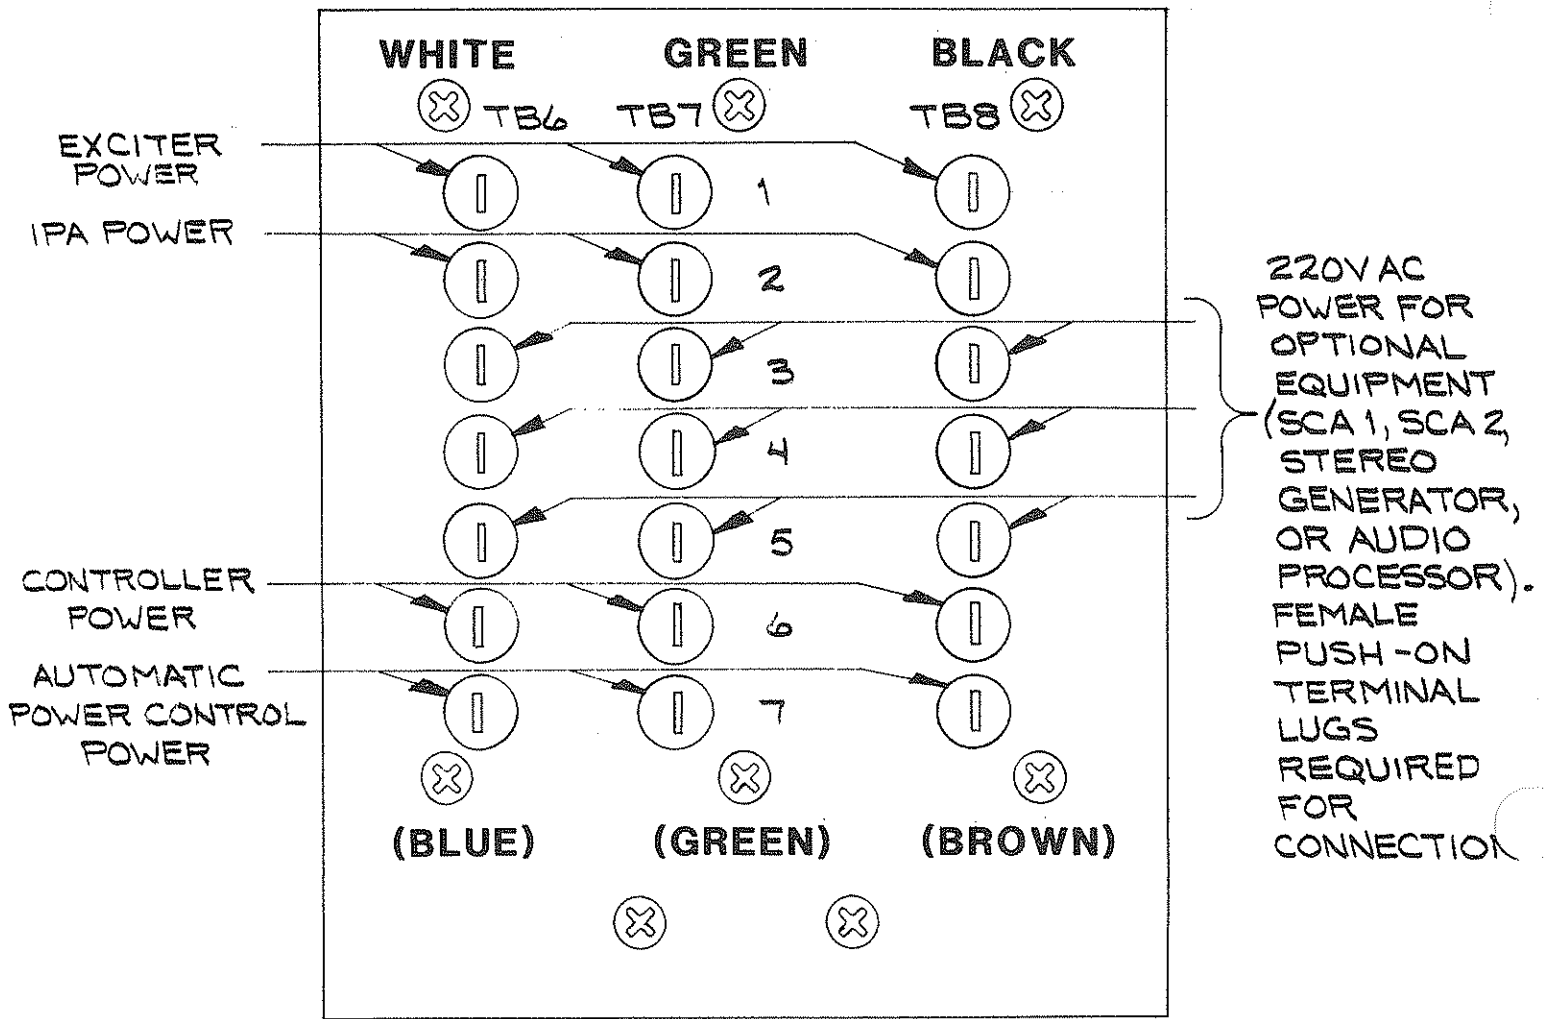 WHITE GREEN BLACK
TB6 TB7 TB8
EXCITER
POWER
1
IPA POWER
2
3
4
5
CONTROLLER
POWER
6
AUTOMATIC
POWER CONTROL
POWER
7
(BLUE) (GREEN) (BROWN)
220V AC
POWER FOR
OPTIONAL
EQUIPMENT
(SCA 1, SCA 2,
STEREO
GENERATOR,
OR AUDIO
PROCESSOR).
FEMALE
PUSH-ON
TERMINAL
LUGS
REQUIRED
FOR
CONNECTION